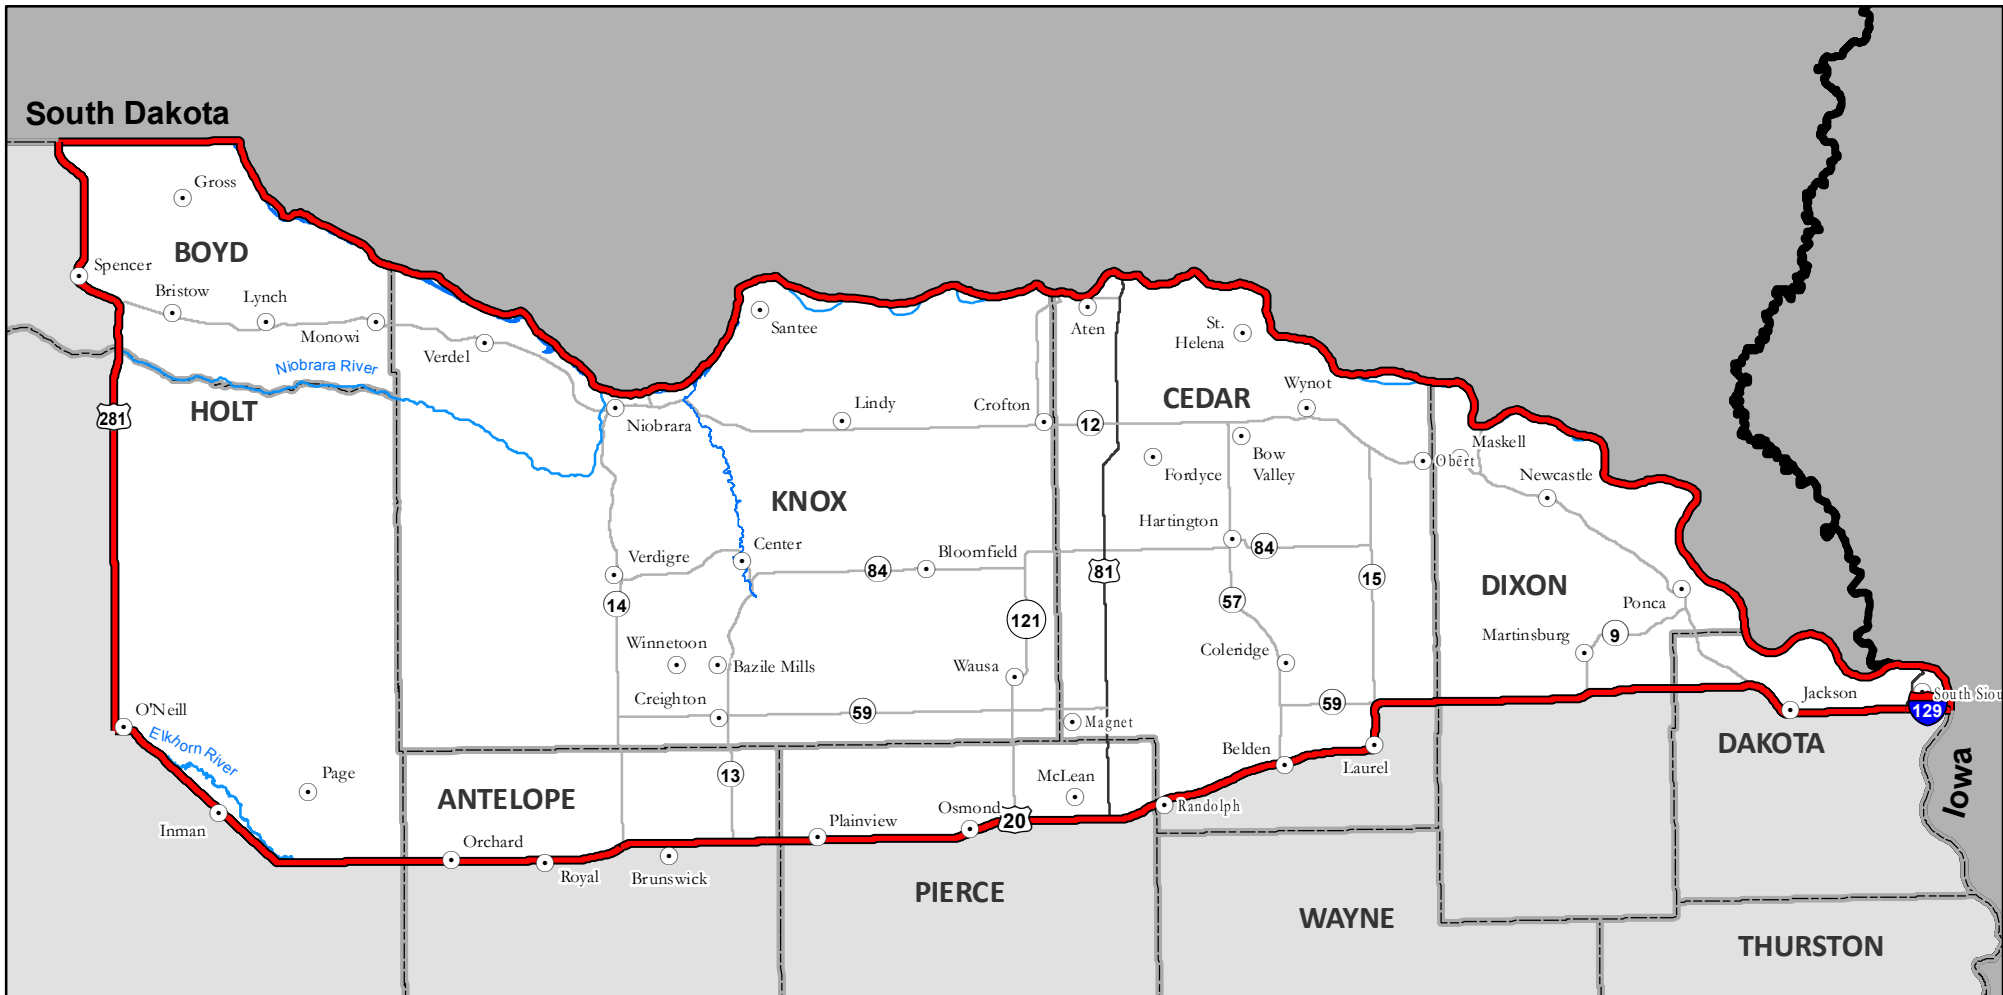 South Dakota
Gross
BOYD
Spencer
Bristow
Lynch
Monowi
Verdel
Niobrara River
HOLT
281
Santee
Aten
St.
Helena
Wynot
CEDAR
Lindy
Crofton
12
Niobrara
Bow
Valley
Fordyce
Obert
Maskell
Newcastle
KNOX
Hartington
84
Verdigre
Center
84
Bloomfield
81
15
DIXON
14
57
Ponca
121
Martinsburg
9
Winnetoon
Bazile Mills
Wausa
Coleridge
Creighton
59
59
Magnet
Jackson
South Siou
129
O'Neill
Elkhorn River
Page
Inman
13
Belden
Laurel
DAKOTA
Iowa
McLean
ANTELOPE
Osmond
20
Randolph
Plainview
Orchard
Royal
Brunswick
PIERCE
WAYNE
THURSTON